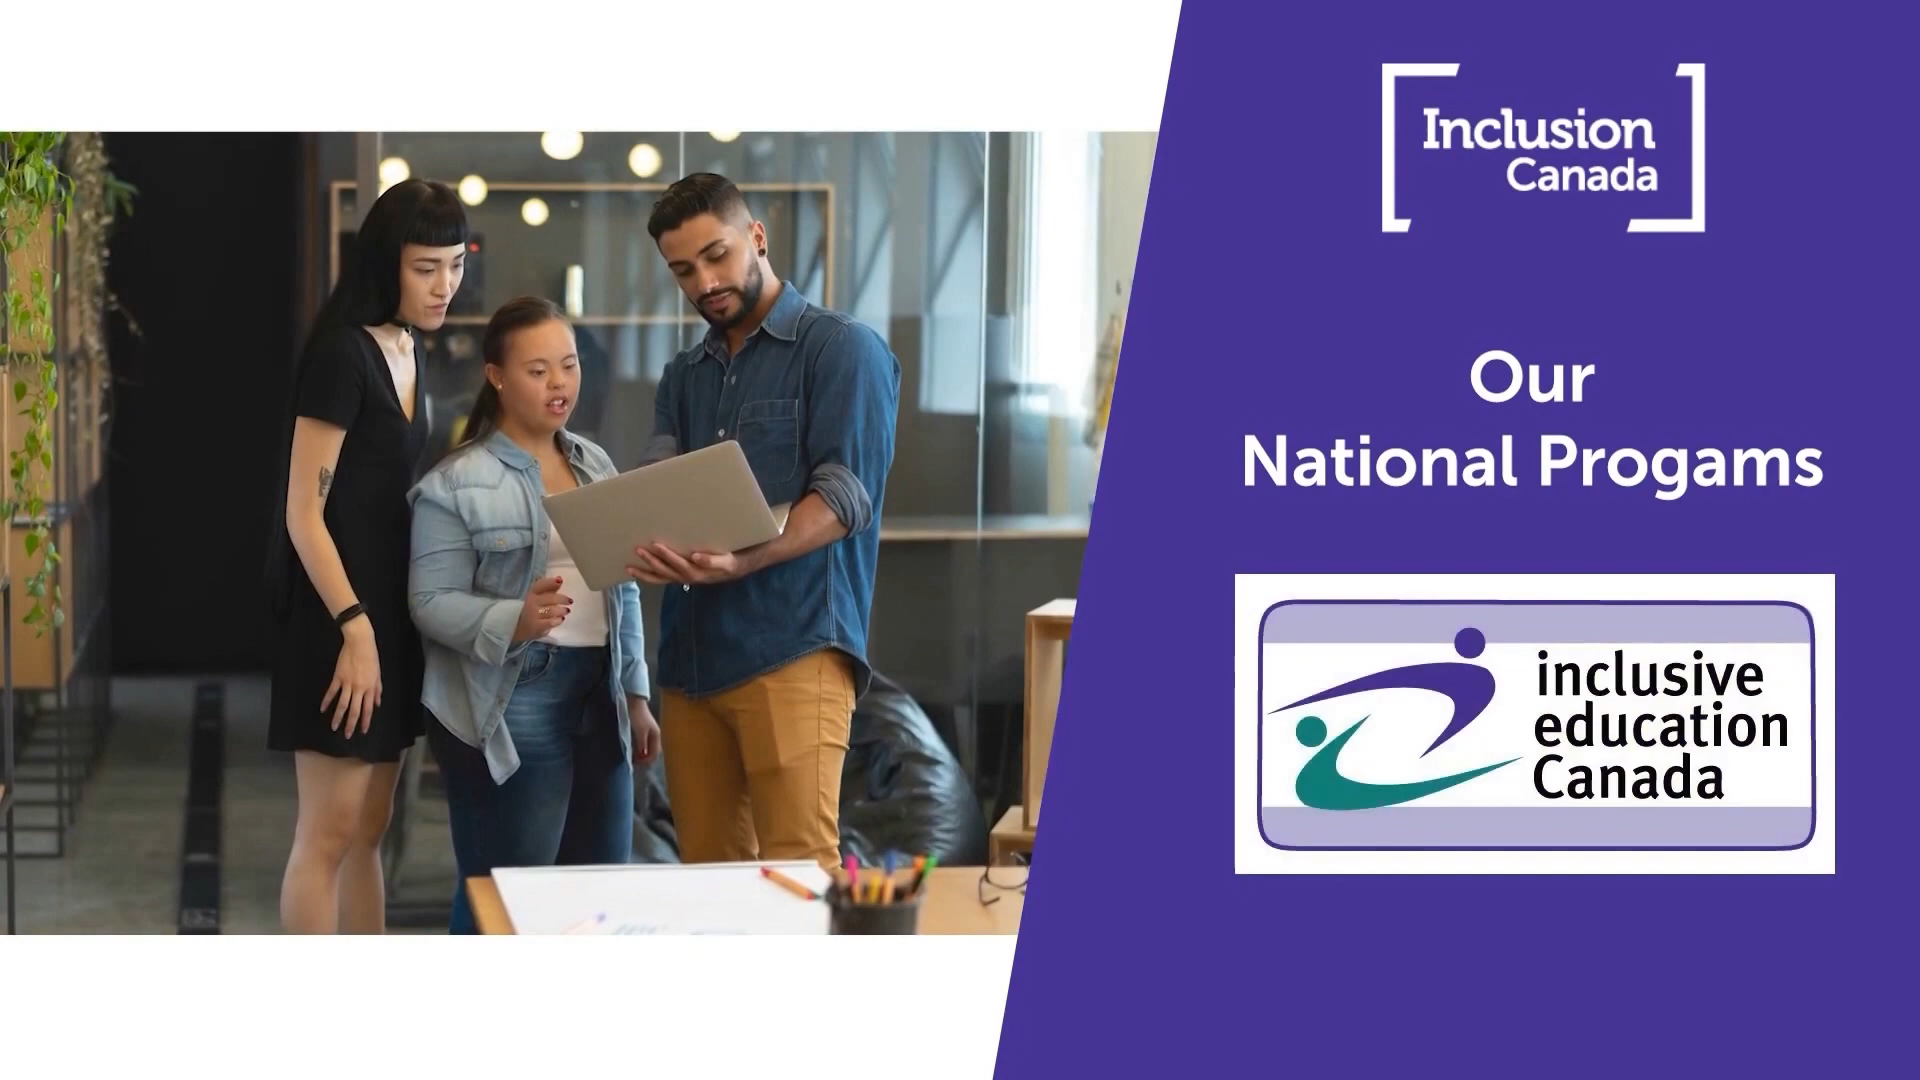 Inclusion
Canada
Our
National Progams
inclusive
education
Canada